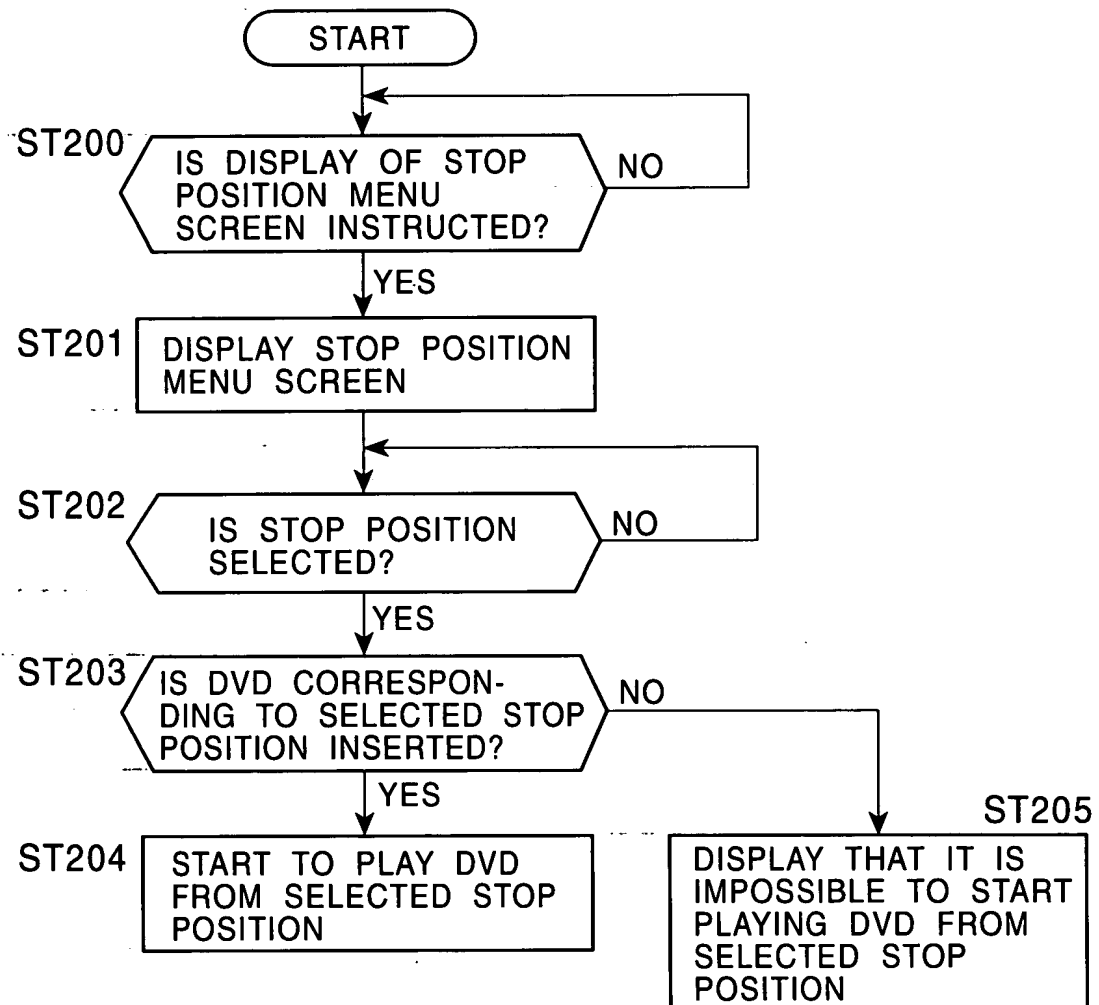 START
ST200
IS DISPLAY OF STOP
POSITION MENU
SCREEN INSTRUCTED?
NO
YES
ST201
DISPLAY STOP POSITION
MENU SCREEN
ST202
IS STOP POSITION
SELECTED?
NO
YES
ST203
IS DVD CORRESPON-
DING TO SELECTED STOP
POSITION INSERTED?
NO
YES
ST204
START TO PLAY DVD
FROM SELECTED STOP
POSITION
ST205
DISPLAY THAT IT IS
IMPOSSIBLE TO START
PLAYING DVD FROM
SELECTED STOP
POSITION